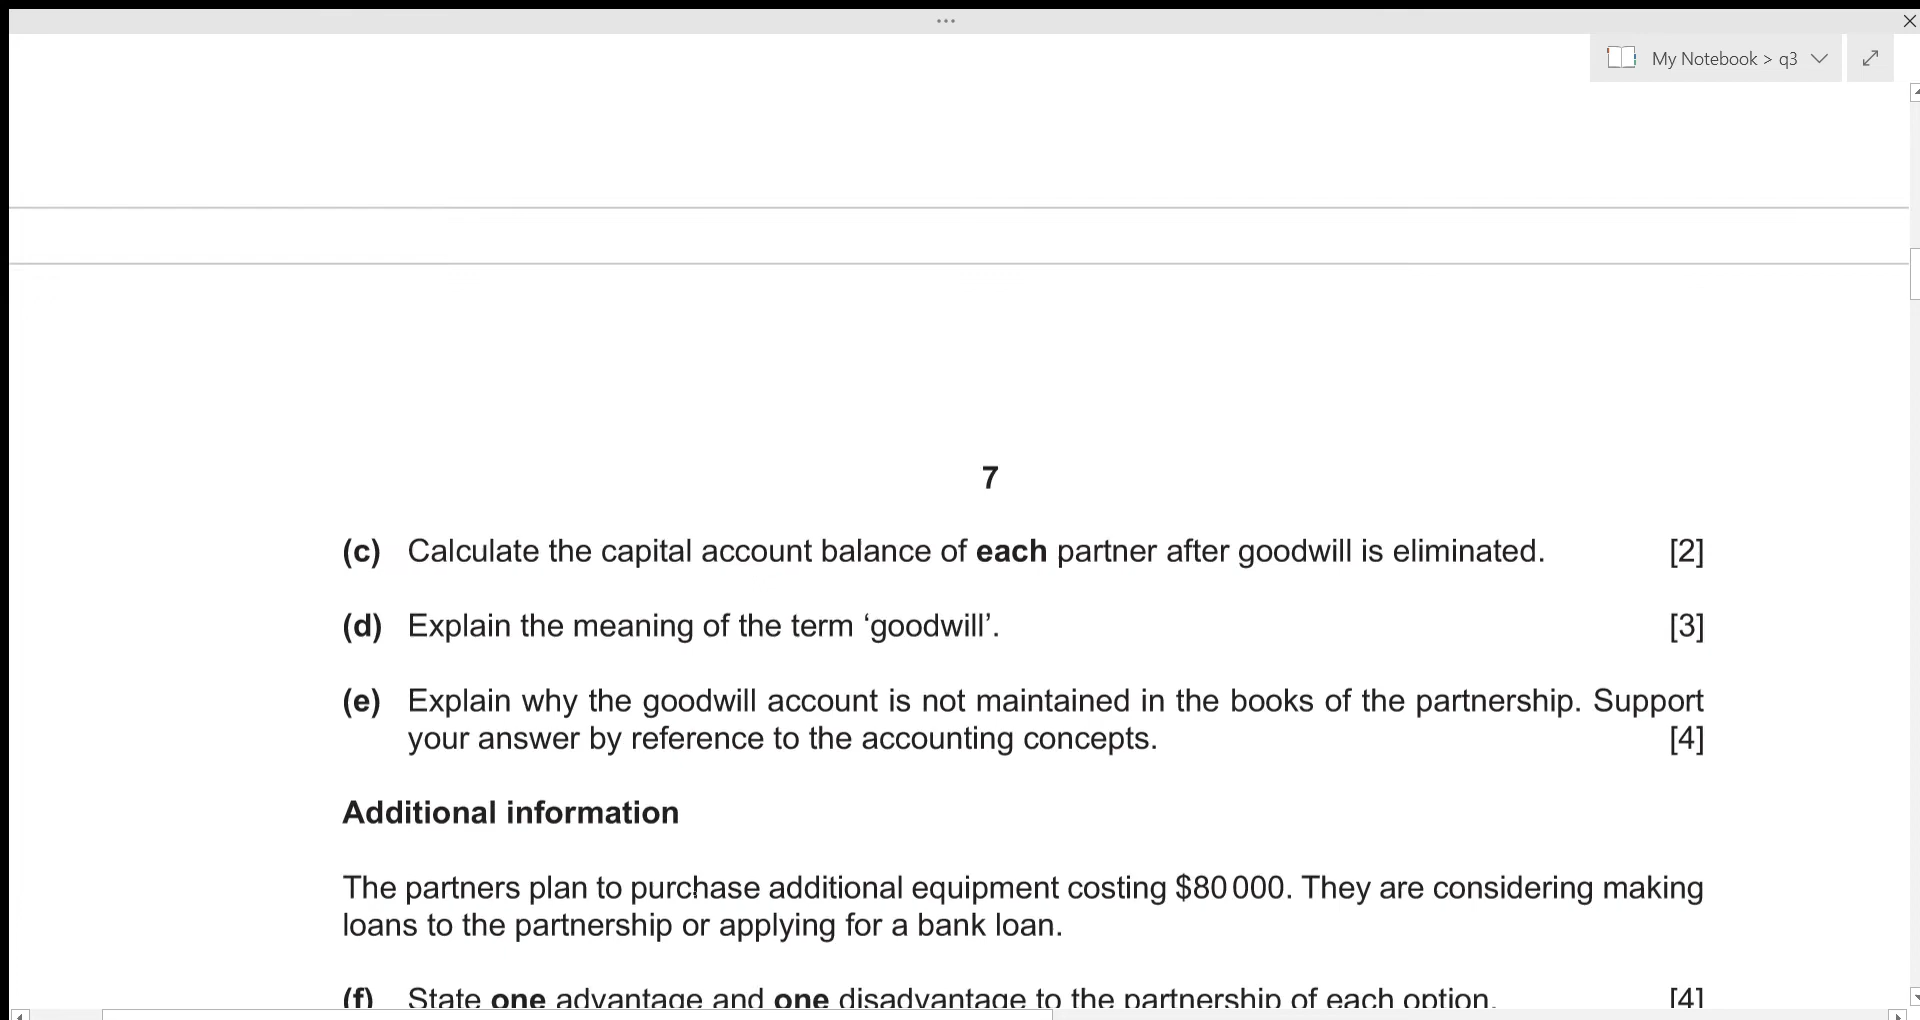 ...
My Notebook > q3
7
(c) Calculate the capital account balance of each partner after goodwill is eliminated. [2]
(d) Explain the meaning of the term ‘goodwill’. [3]
(e) Explain why the goodwill account is not maintained in the books of the partnership. Support
your answer by reference to the accounting concepts. [4]
Additional information
The partners plan to purchase additional equipment costing $80 000. They are considering making
loans to the partnership or applying for a bank loan.
(f) State one advantage and one disadvantage to the partnership of each option. [4]